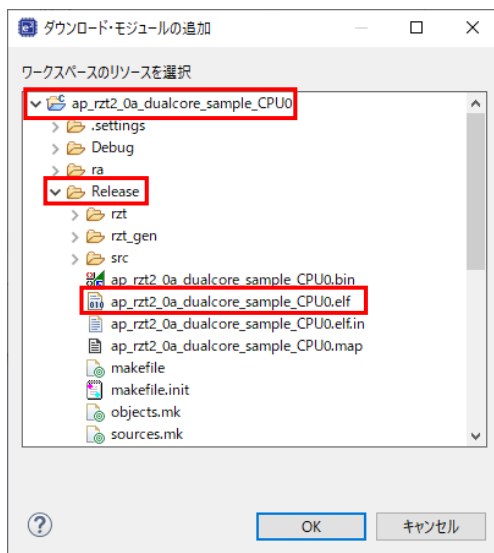 ダウンロード・モジュールの追加
ワークスペースのリソースを選択
ap_rzt2_0a_dualcore_sample_CPU0
.settings
Debug
ra
Release
rzt
rzt_gen
src
ap_rzt2_0a_dualcore_sample_CPU0.bin
ap_rzt2_0a_dualcore_sample_CPU0.elf
ap_rzt2_0a_dualcore_sample_CPU0.elf.in
ap_rzt2_0a_dualcore_sample_CPU0.map
makefile
makefile.init
objects.mk
sources.mk
OK キャンセル